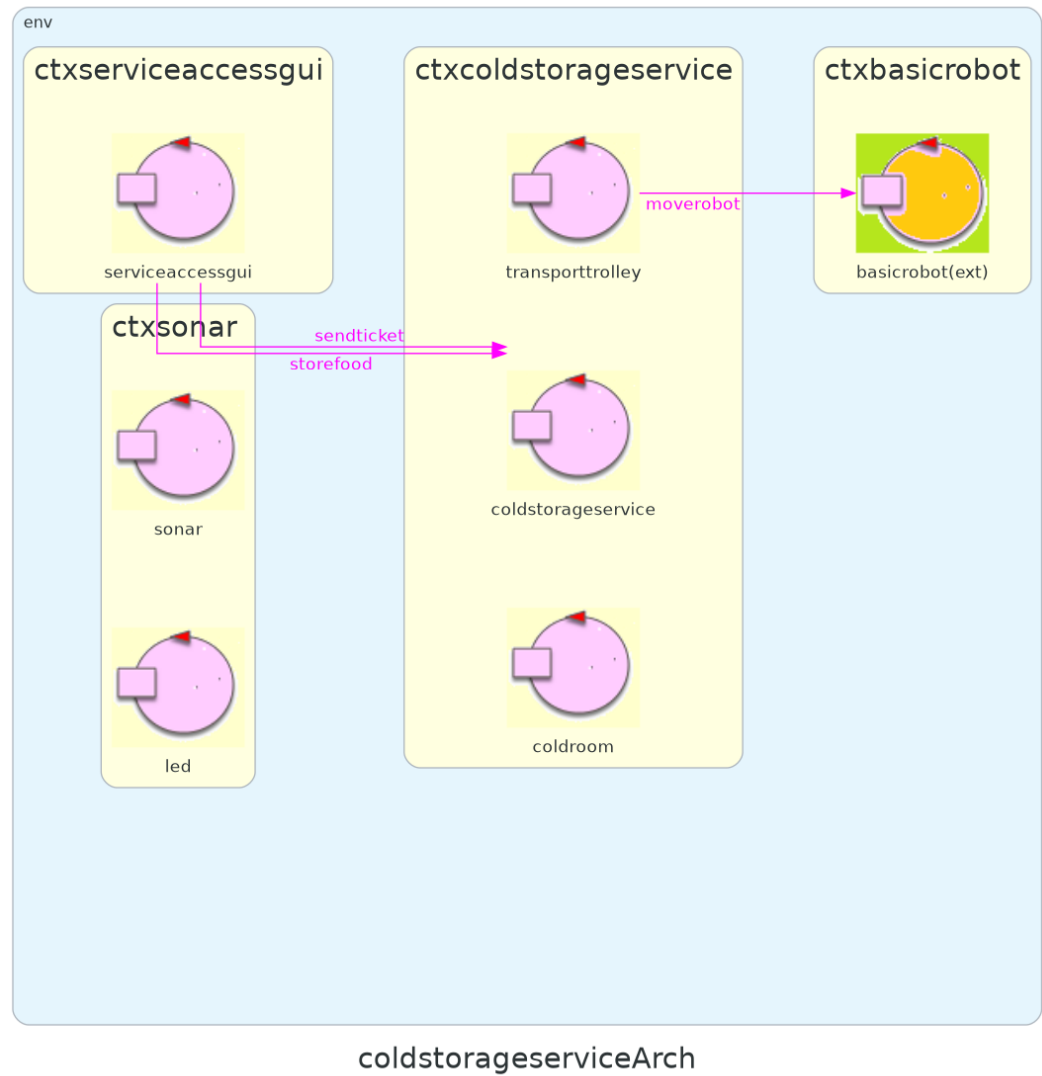 env
ctxserviceaccessgui
ctxcoldstorageservice
ctxbasicrobot
moverobot
serviceaccessgui
transporttrolley
basicrobot(ext)
ctxsonar
sendticket
storefood
coldstorageservice
sonar
coldroom
led
coldstorageserviceArch